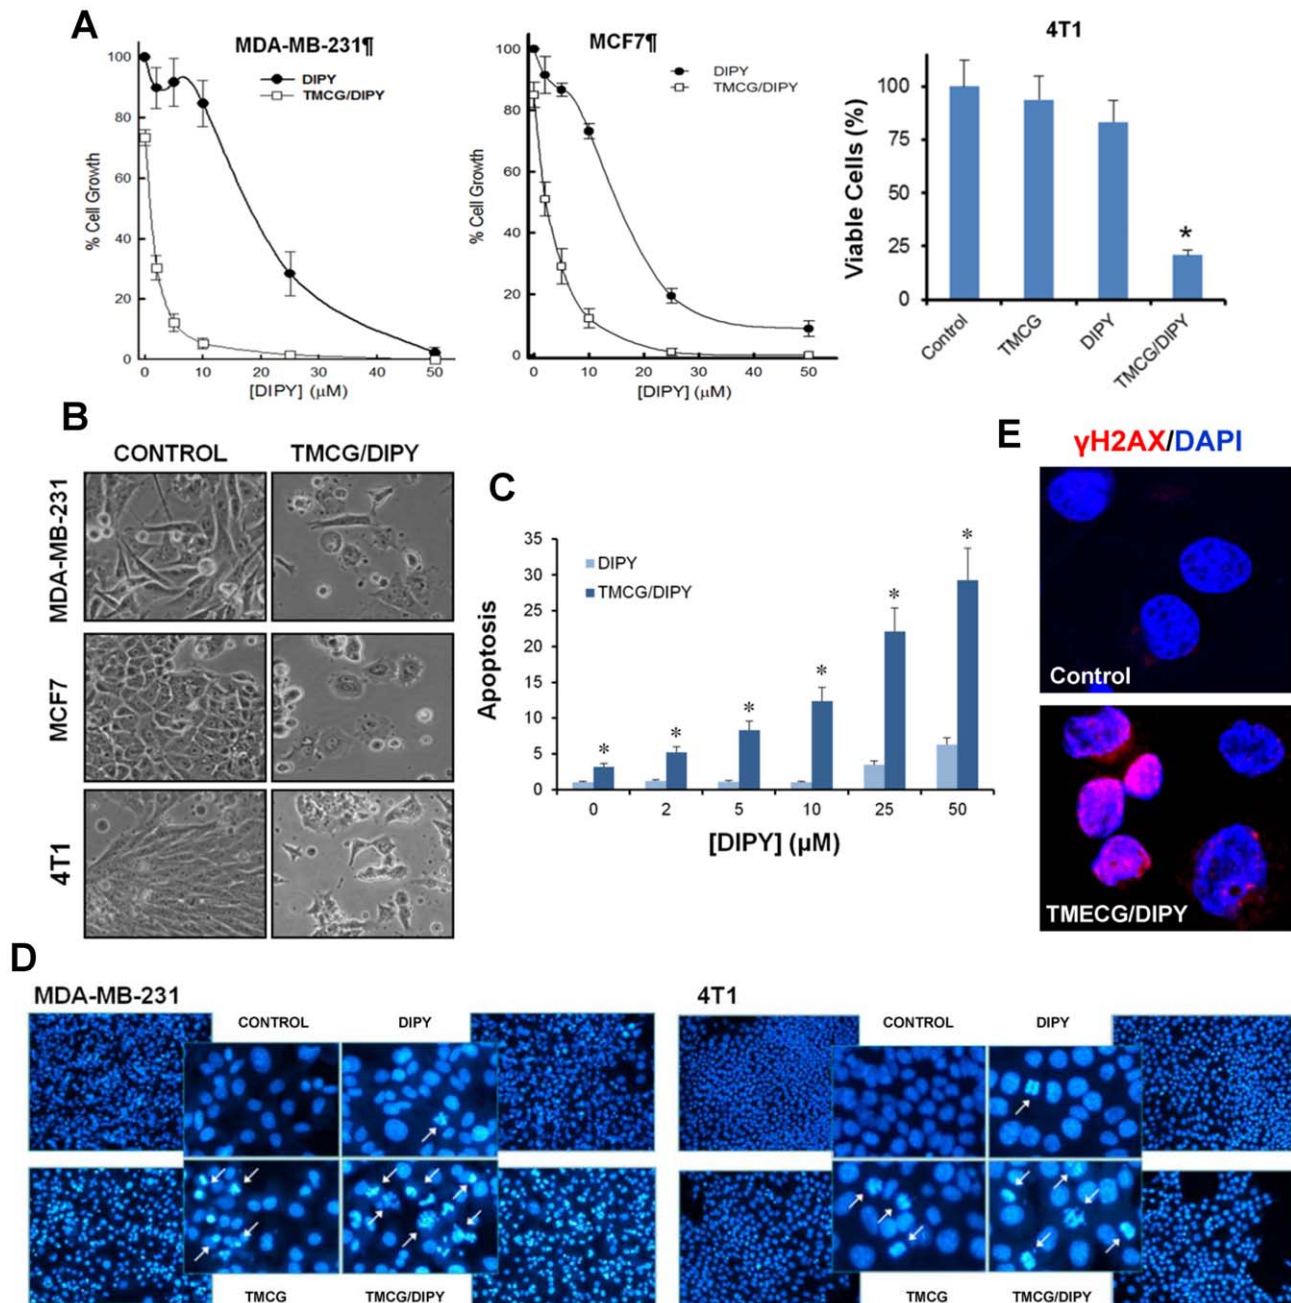 A
MDA-MB-231¶
DIPY
TMCG/DIPY
% Cell Growth
100
80
60
40
20
0
0 10 20 30 40 50
[DIPY] (µM)
MCF7¶
DIPY
TMCG/DIPY
% Cell Growth
100
80
60
40
20
0
0 10 20 30 40 50
[DIPY] (µM)
4T1
Viable Cells (%)
100
75
50
25
0
*
Control
TMCG
DIPY
TMCG/DIPY
B
CONTROL TMCG/DIPY
MDA-MB-231
MCF7
4T1
C
Apoptosis
35
30
25
20
15
10
5
0
DIPY
TMCG/DIPY
* * * * * *
0 2 5 10 25 50
[DIPY] (µM)
E
γH2AX/DAPI
Control
TMECG/DIPY
D
MDA-MB-231
CONTROL DIPY
TMCG TMCG/DIPY
4T1
CONTROL DIPY
TMCG TMCG/DIPY